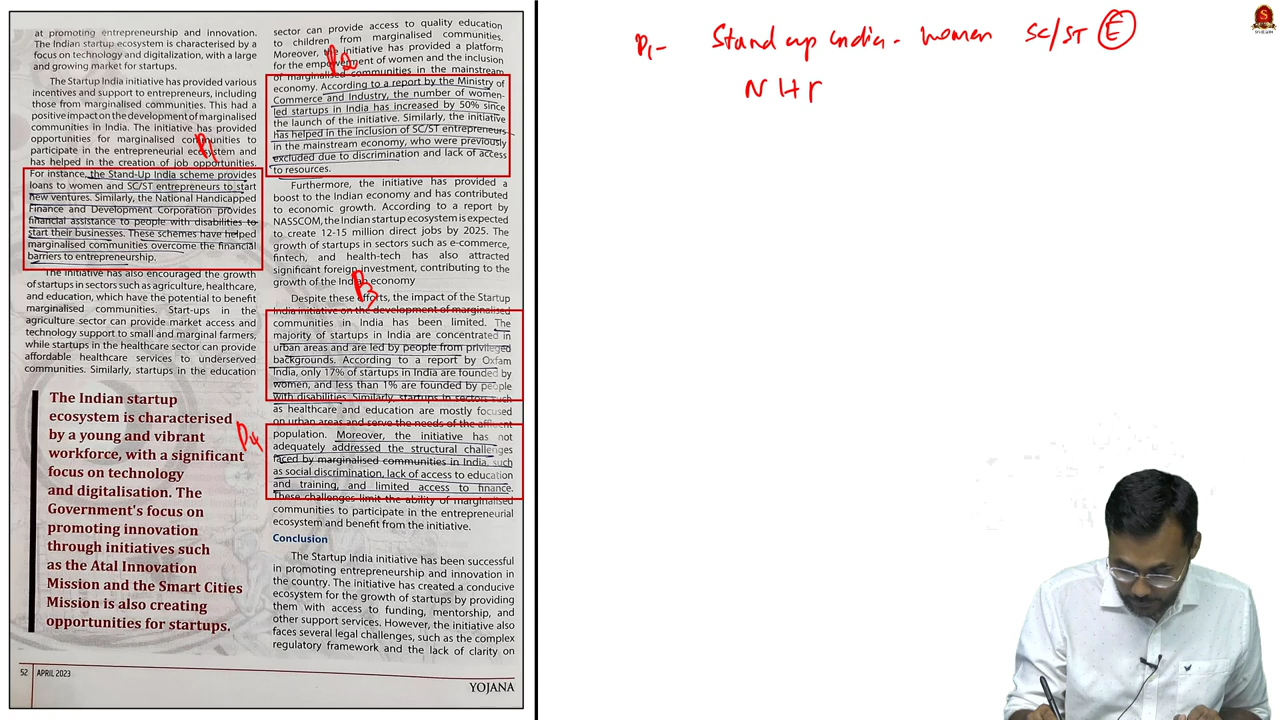 at promoting entrepreneurship and innovation.
The Indian startup ecosystem is characterised by a
focus on technology and digitalization, with a large
and growing market for startups.
The Startup India initiative has provided various
incentives and support to entrepreneurs, including
those from marginalised communities. This had a
positive impact on the development of marginalised
communities in India. The initiative has provided
opportunities for marginalised communities to
participate in the entrepreneurial ecosystem and
has helped in the creation of job opportunities.
For instance, the Stand-Up India scheme provides
loans to women and SC/ST entrepreneurs to start
new ventures. Similarly, the National Handicapped
Finance and Development Corporation provides
financial assistance to people with disabilities to
start their businesses. These schemes have helped
marginalised communities overcome the financial
barriers to entrepreneurship.
P1
The initiative has also encouraged the growth
of startups in sectors such as agriculture, healthcare,
and education, which have the potential to benefit
marginalised communities. Start-ups in the
agriculture sector can provide market access and
technology support to small and marginal farmers,
while startups in the healthcare sector can provide
affordable healthcare services to underserved
communities. Similarly, startups in the education
The Indian startup
ecosystem is characterised
by a young and vibrant
workforce, with a significant
focus on technology
and digitalisation. The
Government's focus on
promoting innovation
through initiatives such
as the Atal Innovation
Mission and the Smart Cities
Mission is also creating
opportunities for startups.
sector can provide access to quality education
to children from marginalised communities.
Moreover, the initiative has provided a platform
for the empowerment of women and the inclusion
of marginalised communities in the mainstream
economy. According to a report by the Ministry of
Commerce and Industry, the number of women-
led startups in India has increased by 50% since
the launch of the initiative. Similarly, the initiative
has helped in the inclusion of SC/ST entrepreneurs
in the mainstream economy, who were previously
excluded due to discrimination and lack of access
to resources.
Furthermore, the initiative has provided a
boost to the Indian economy and has contributed
to economic growth. According to a report by
NASSCOM, the Indian startup ecosystem is expected
to create 12-15 million direct jobs by 2025. The
growth of startups in sectors such as e-commerce,
fintech, and health-tech has also attracted
significant foreign investment, contributing to the
growth of the Indian economy
P3
Despite these efforts, the impact of the Startup
India initiative on the development of marginalised
communities in India has been limited. The
majority of startups in India are concentrated in
urban areas and are led by people from privileged
backgrounds. According to a report by Oxfam
India, only 17% of startups in India are founded by
women, and less than 1% are founded by people
with disabilities. Similarly, startups in sectors such
as healthcare and education are mostly focused
on urban areas and serve the needs of the affluent
population. Moreover, the initiative has not
adequately addressed the structural challenges
faced by marginalised communities in India, such
as social discrimination, lack of access to education
and training, and limited access to finance.
These challenges limit the ability of marginalised
communities to participate in the entrepreneurial
ecosystem and benefit from the initiative.
P4
Conclusion
The Startup India initiative has been successful
in promoting entrepreneurship and innovation in
the country. The initiative has created a conducive
ecosystem for the growth of startups by providing
them with access to funding, mentorship, and
other support services. However, the initiative also
faces several legal challenges, such as the complex
regulatory framework and the lack of clarity on
52 APRIL 2023
YOJANA
P1- Stand up India - women SC/ST E
N H F